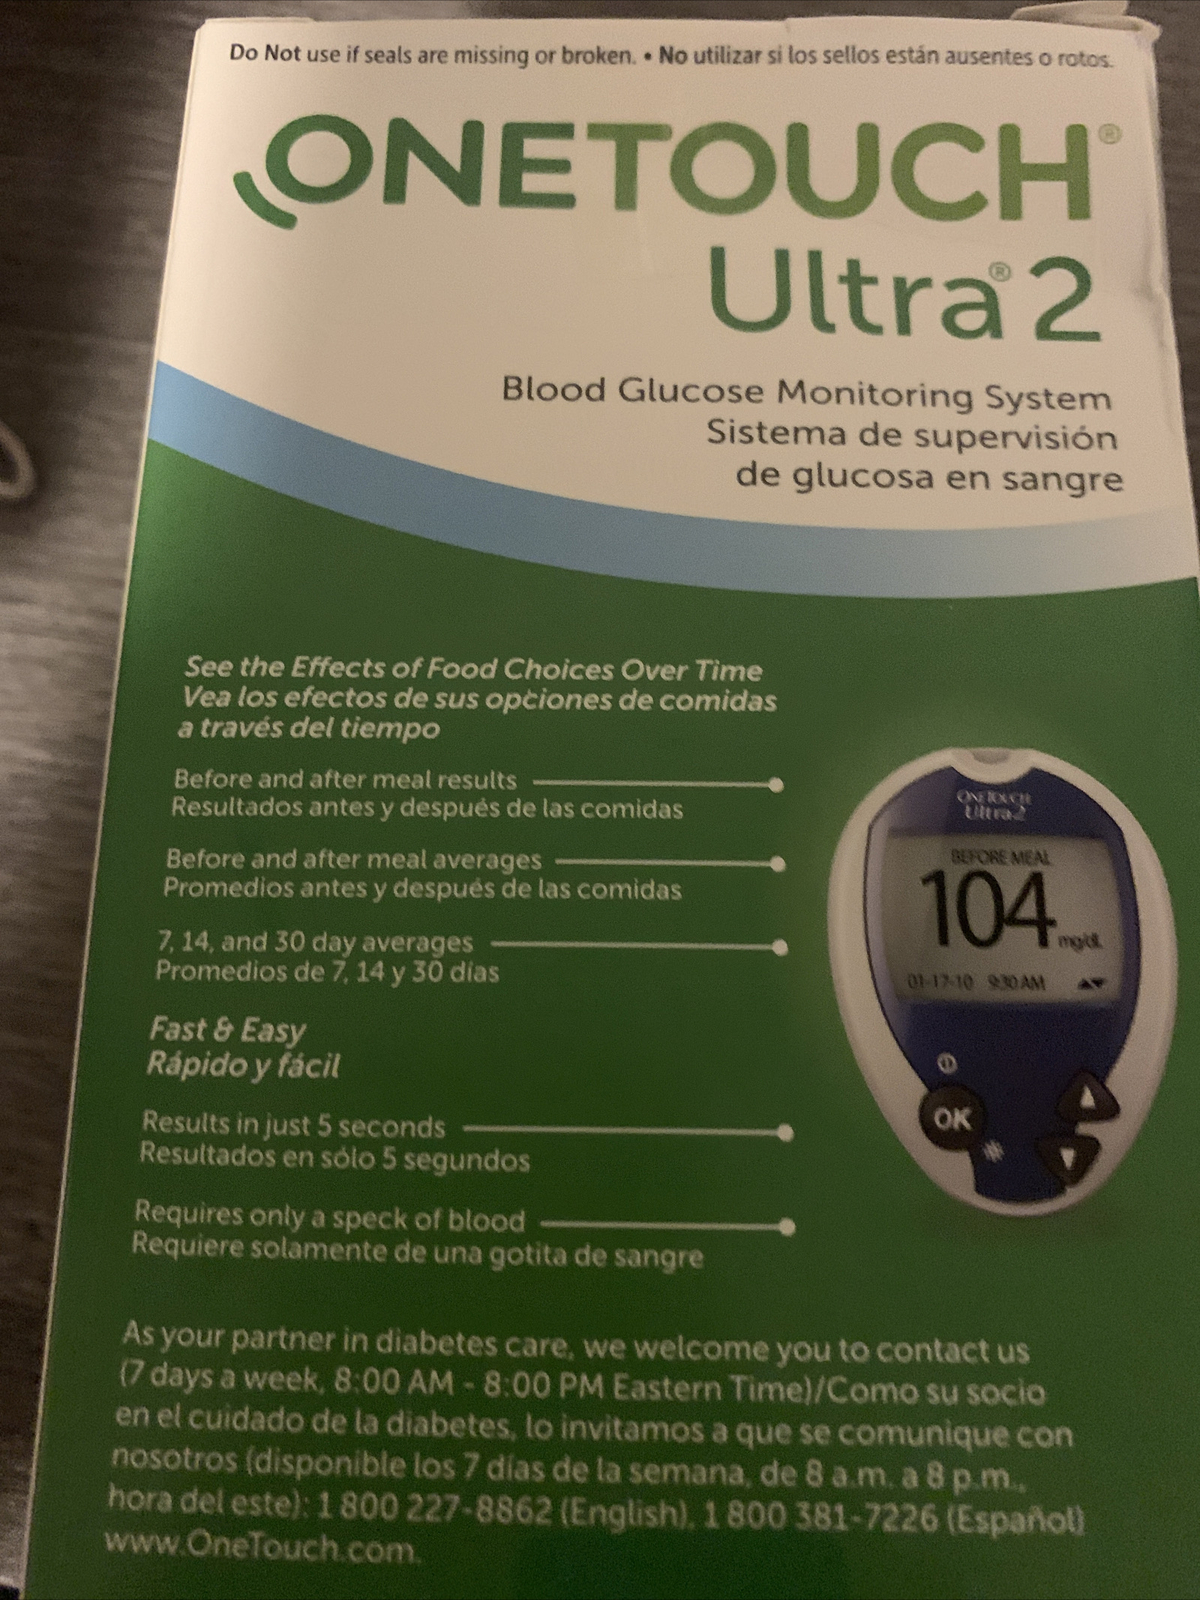 Do Not use if seals are missing or broken. • No utilizar si los sellos están ausentes o rotos.
ONETOUCH®
Ultra® 2
Blood Glucose Monitoring System
Sistema de supervisión
de glucosa en sangre
See the Effects of Food Choices Over Time
Vea los efectos de sus opciones de comidas
a través del tiempo
Before and after meal results
Resultados antes y después de las comidas
Before and after meal averages
Promedios antes y después de las comidas
7, 14, and 30 day averages
Promedios de 7, 14 y 30 días
Fast & Easy
Rápido y fácil
Results in just 5 seconds
Resultados en sólo 5 segundos
Requires only a speck of blood
Requiere solamente de una gotita de sangre
ONETOUCH
Ultra2
BEFORE MEAL
104 mg/dL
01-17-10 9:30 AM
OK
As your partner in diabetes care, we welcome you to contact us
(7 days a week, 8:00 AM - 8:00 PM Eastern Time)/Como su socio
en el cuidado de la diabetes, lo invitamos a que se comunique con
nosotros (disponible los 7 días de la semana, de 8 a.m. a 8 p.m.,
hora del este): 1 800 227-8862 (English), 1 800 381-7226 (Español)
www.OneTouch.com.